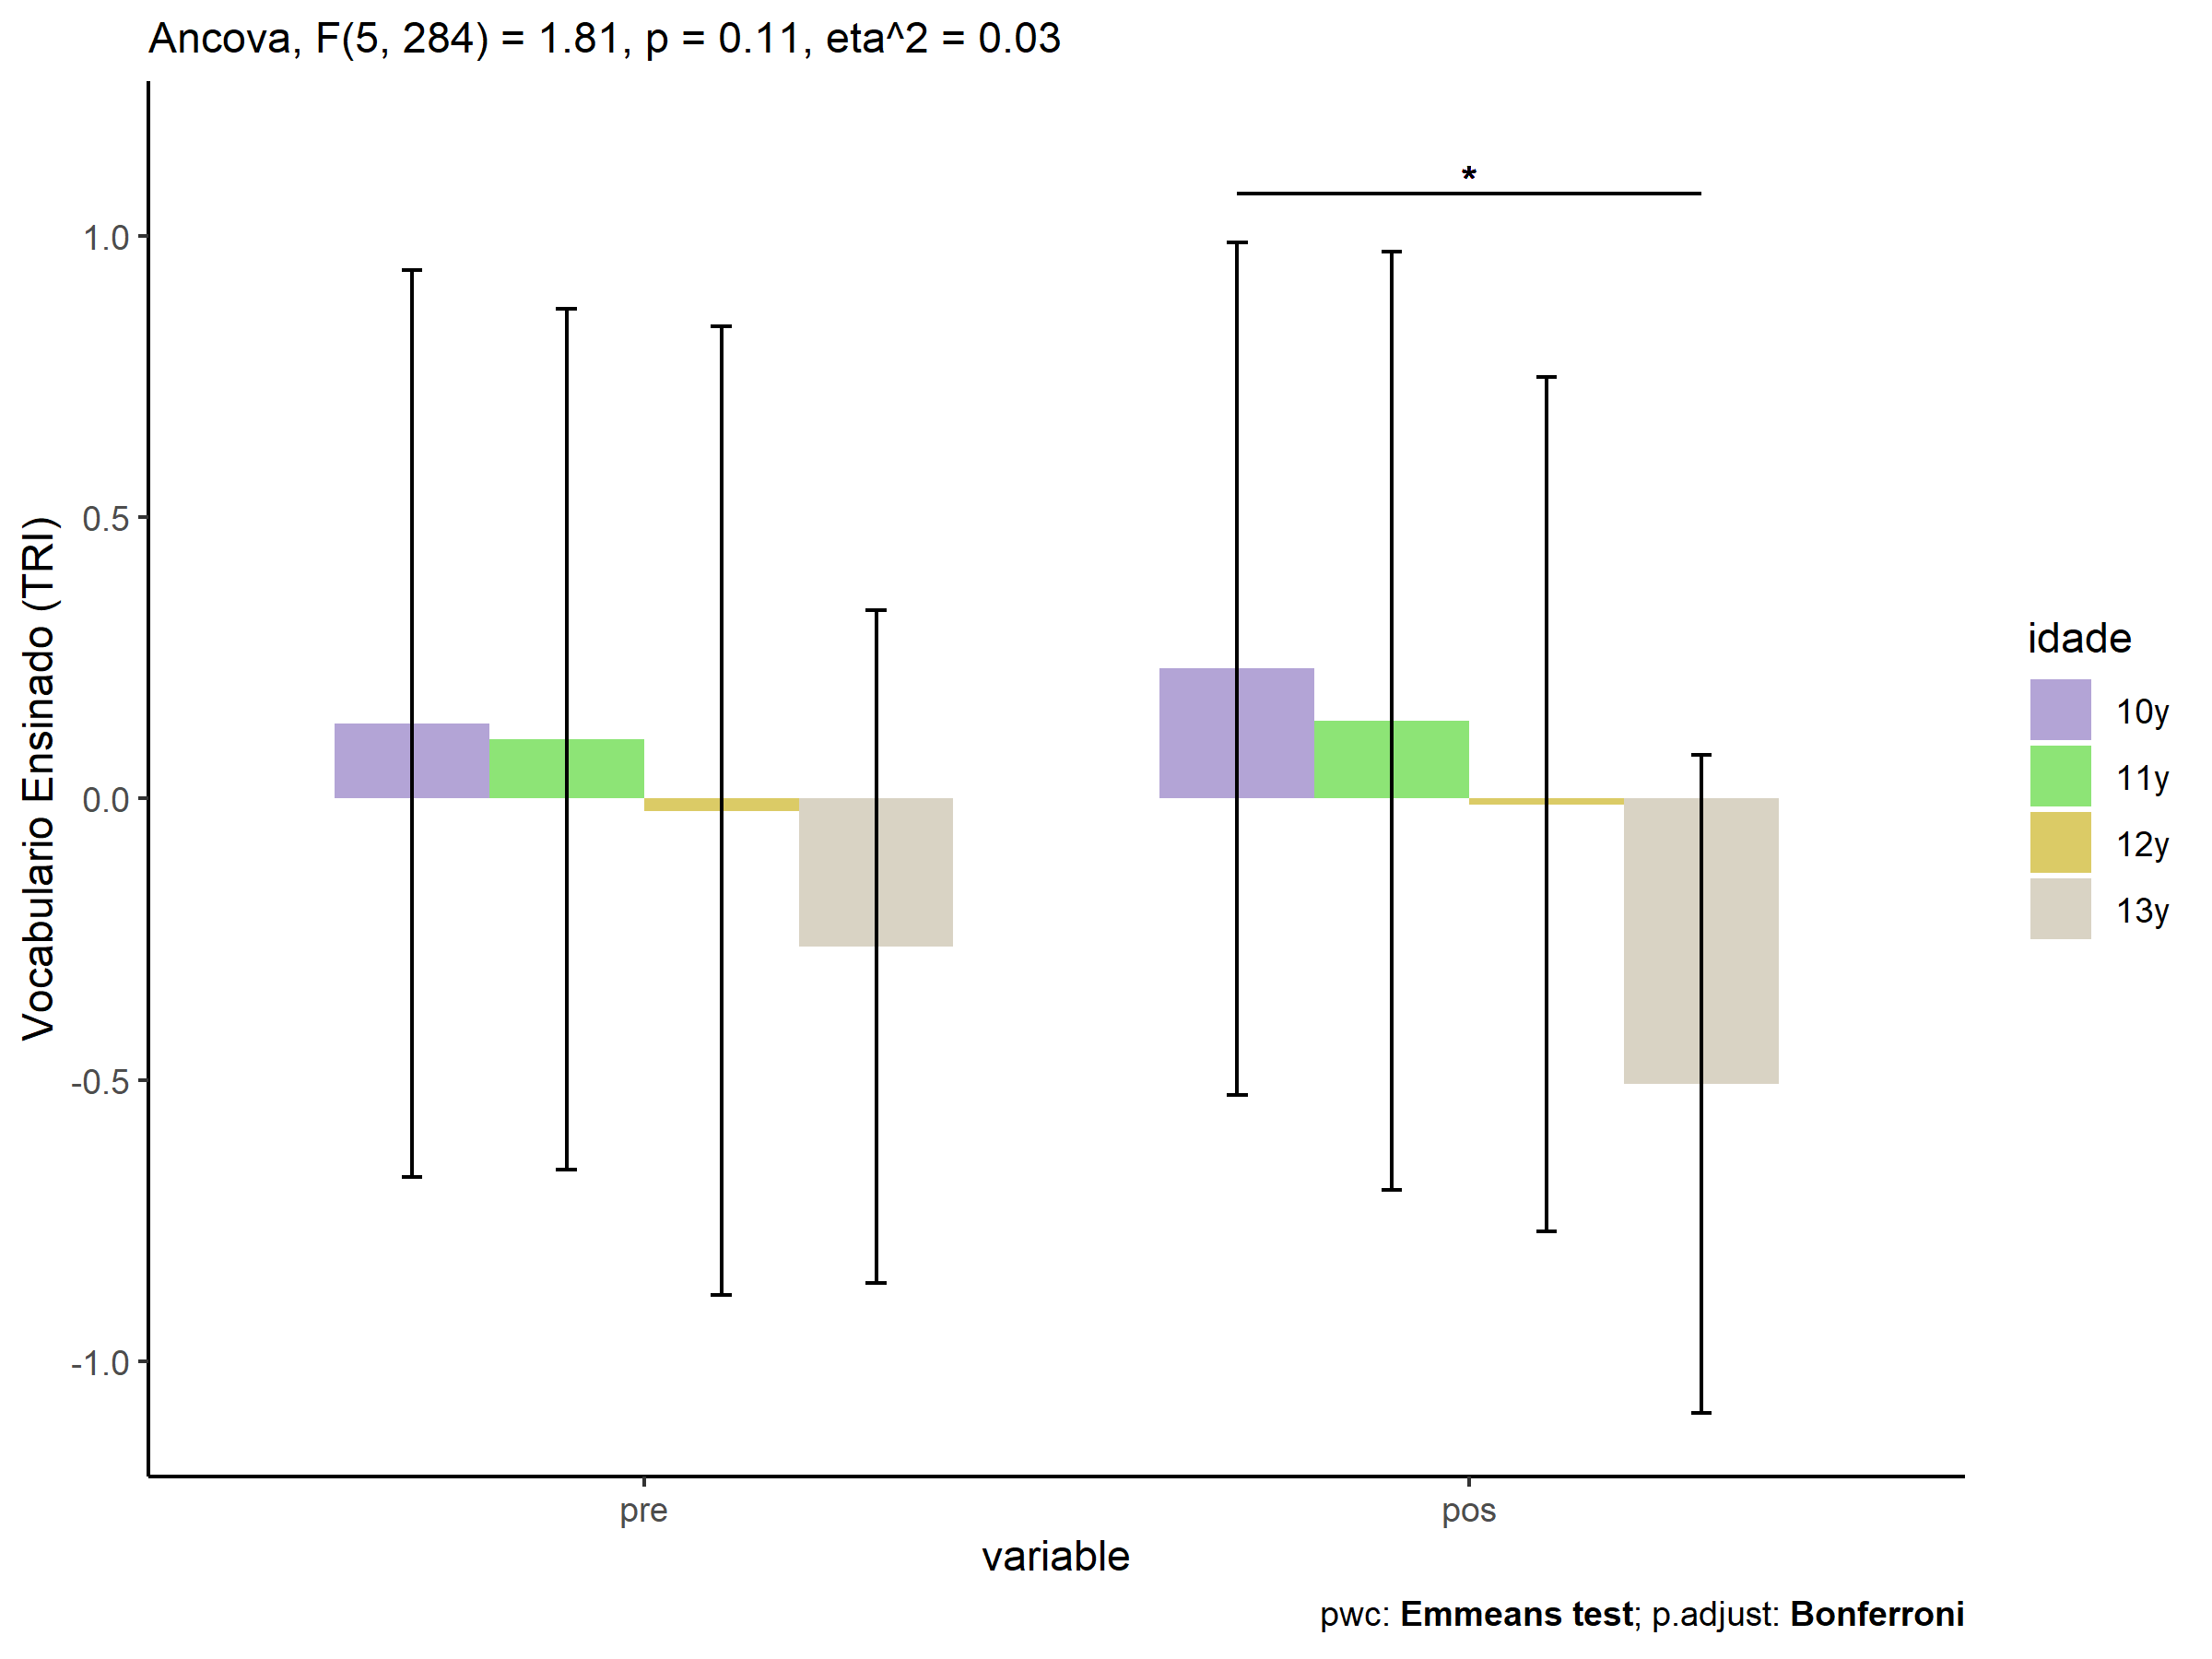 Ancova, F(5, 284) = 1.81, p = 0.11, eta^2 = 0.03
*
1.0
0.5
0.0
-0.5
-1.0
Vocabulario Ensinado (TRI)
pre
pos
variable
idade
10y
11y
12y
13y
pwc: Emmeans test; p.adjust: Bonferroni